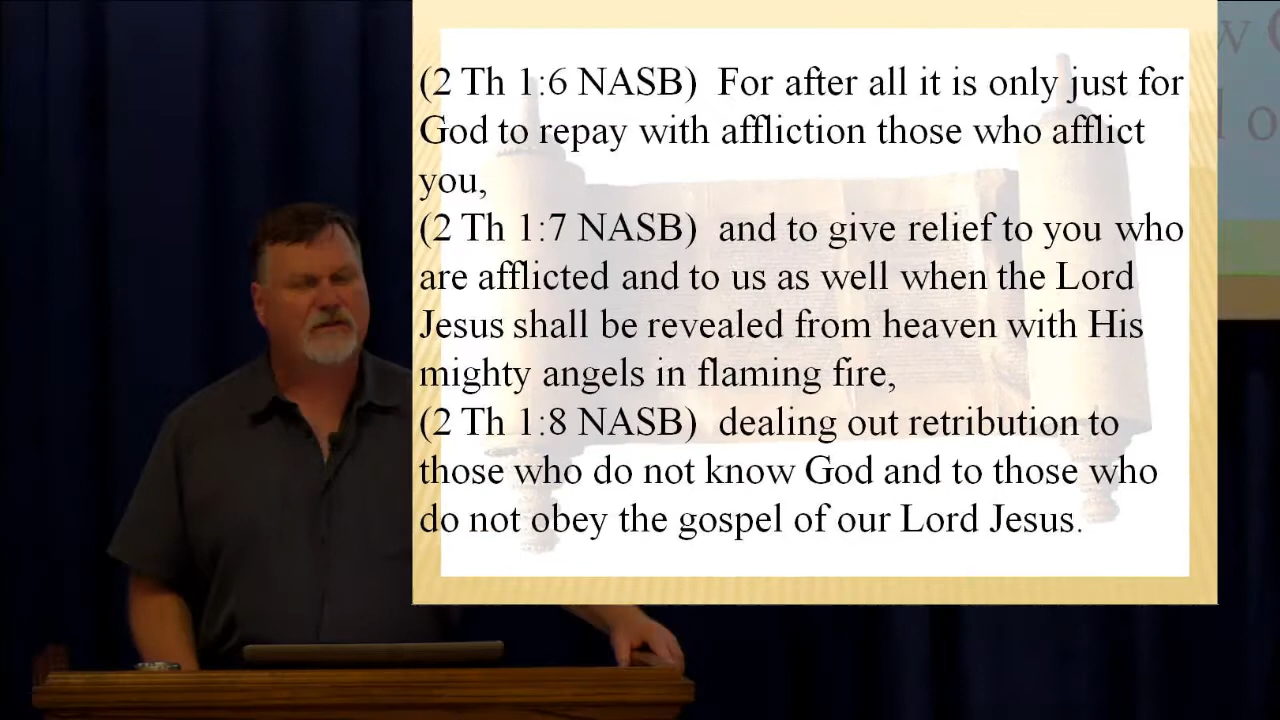 (2 Th 1:6 NASB)  For after all it is only just for
God to repay with affliction those who afflict
you,
(2 Th 1:7 NASB)  and to give relief to you who
are afflicted and to us as well when the Lord
Jesus shall be revealed from heaven with His
mighty angels in flaming fire,
(2 Th 1:8 NASB)  dealing out retribution to
those who do not know God and to those who
do not obey the gospel of our Lord Jesus.